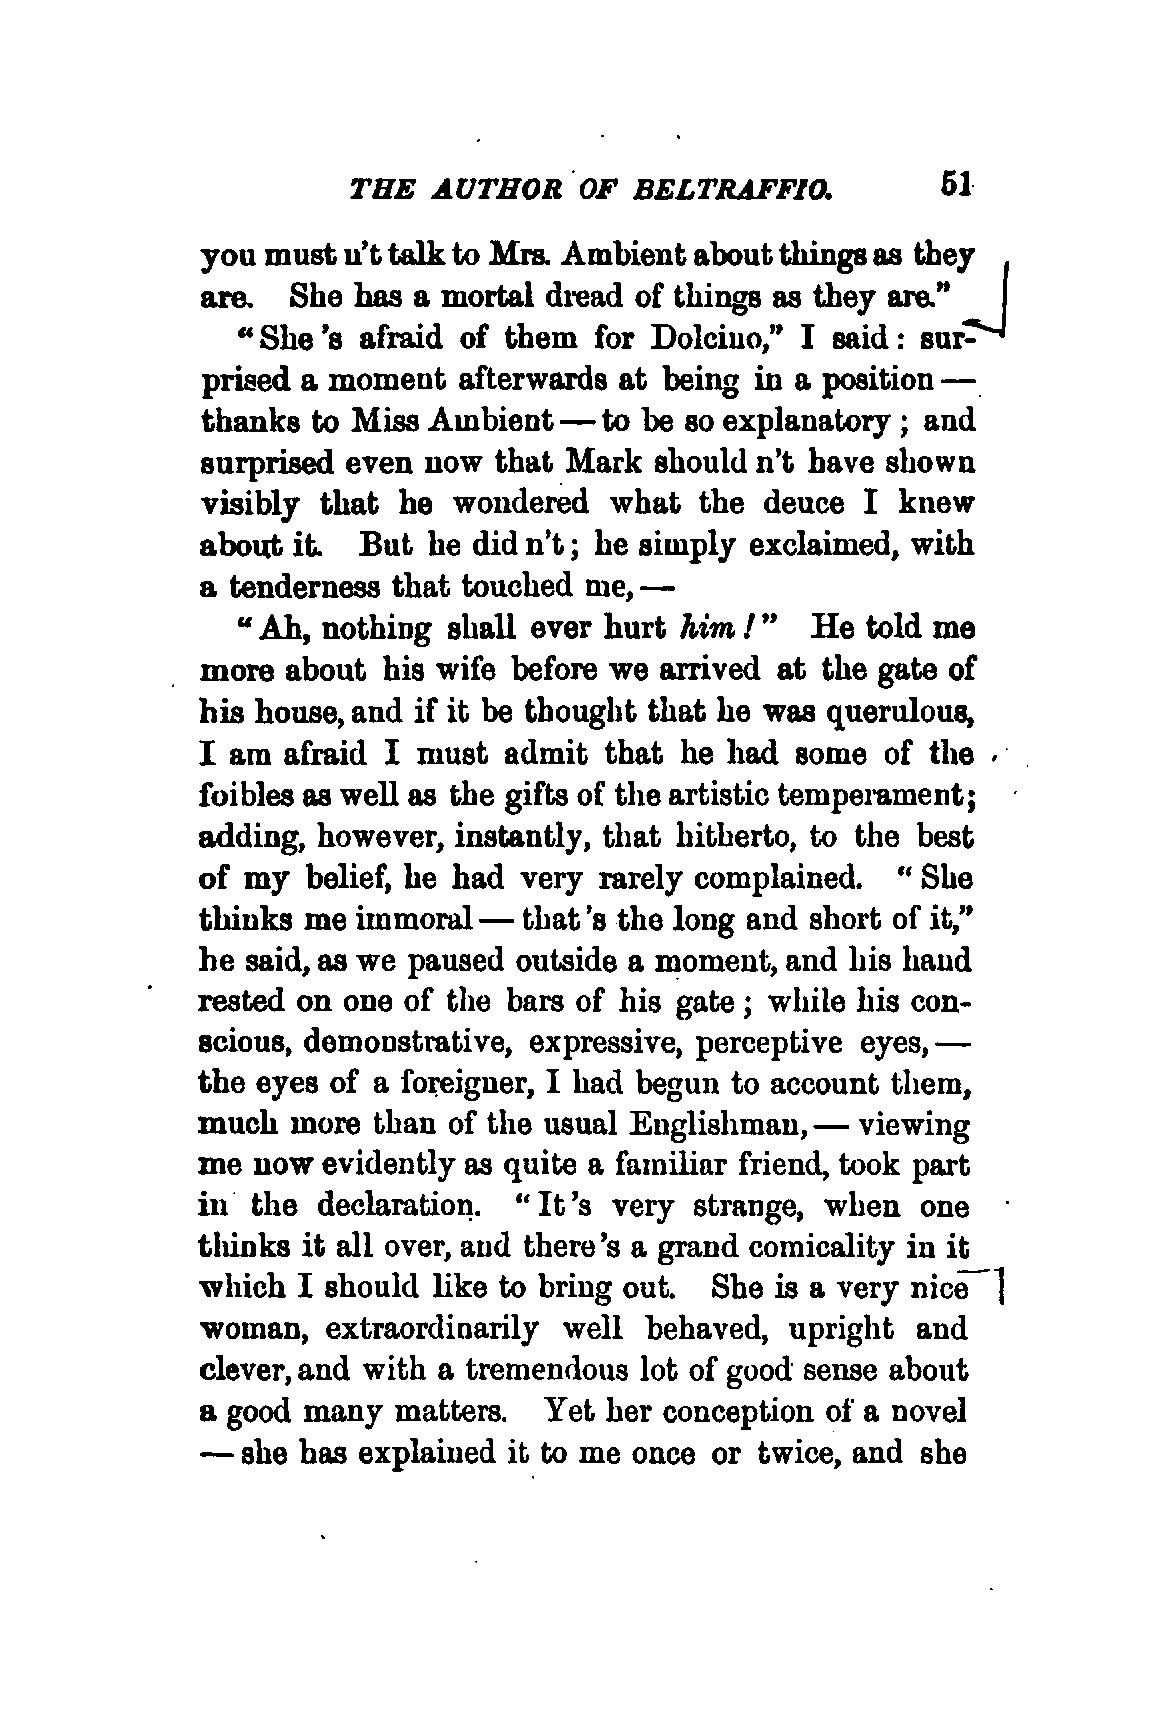 THE AUTHOR OF BELTRAFFIO. 51
you must n't talk to Mrs. Ambient about things as they
are. She has a mortal dread of things as they are."
"She 's afraid of them for Dolcino," I said: sur-
prised a moment afterwards at being in a position —
thanks to Miss Ambient — to be so explanatory; and
surprised even now that Mark should n't have shown
visibly that he wondered what the deuce I knew
about it. But he did n't; he simply exclaimed, with
a tenderness that touched me, —
"Ah, nothing shall ever hurt him!" He told me
more about his wife before we arrived at the gate of
his house, and if it be thought that he was querulous,
I am afraid I must admit that he had some of the
foibles as well as the gifts of the artistic temperament;
adding, however, instantly, that hitherto, to the best
of my belief, he had very rarely complained. "She
thinks me immoral — that 's the long and short of it,"
he said, as we paused outside a moment, and his hand
rested on one of the bars of his gate; while his con-
scious, demonstrative, expressive, perceptive eyes, —
the eyes of a foreigner, I had begun to account them,
much more than of the usual Englishman, — viewing
me now evidently as quite a familiar friend, took part
in the declaration. "It 's very strange, when one
thinks it all over, and there 's a grand comicality in it
which I should like to bring out. She is a very nice
woman, extraordinarily well behaved, upright and
clever, and with a tremendous lot of good sense about
a good many matters. Yet her conception of a novel
— she has explained it to me once or twice, and she